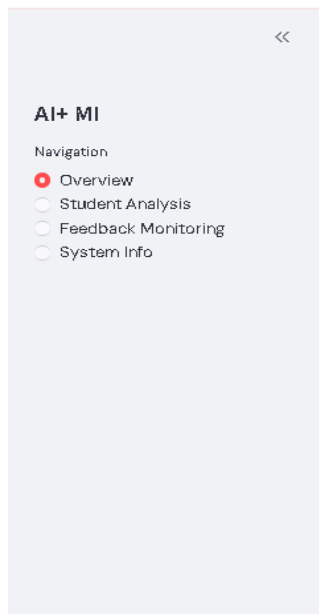 AI+ MI
Navigation
Overview
Student Analysis
Feedback Monitoring
System Info